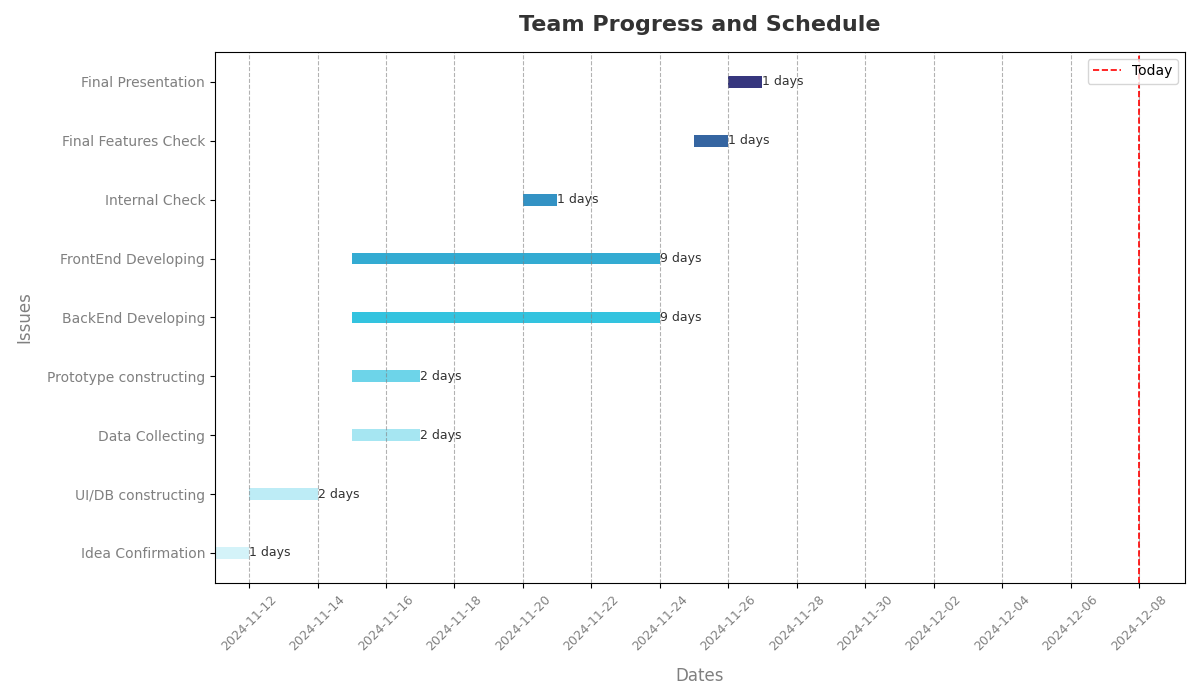 Team Progress and Schedule
Today
Final Presentation
1 days
Final Features Check
1 days
Internal Check
1 days
FrontEnd Developing
9 days
BackEnd Developing
9 days
Prototype constructing
2 days
Data Collecting
2 days
UI/DB constructing
2 days
Idea Confirmation
1 days
Issues
2024-11-12
2024-11-14
2024-11-16
2024-11-18
2024-11-20
2024-11-22
2024-11-24
2024-11-26
2024-11-28
2024-11-30
2024-12-02
2024-12-04
2024-12-06
2024-12-08
Dates